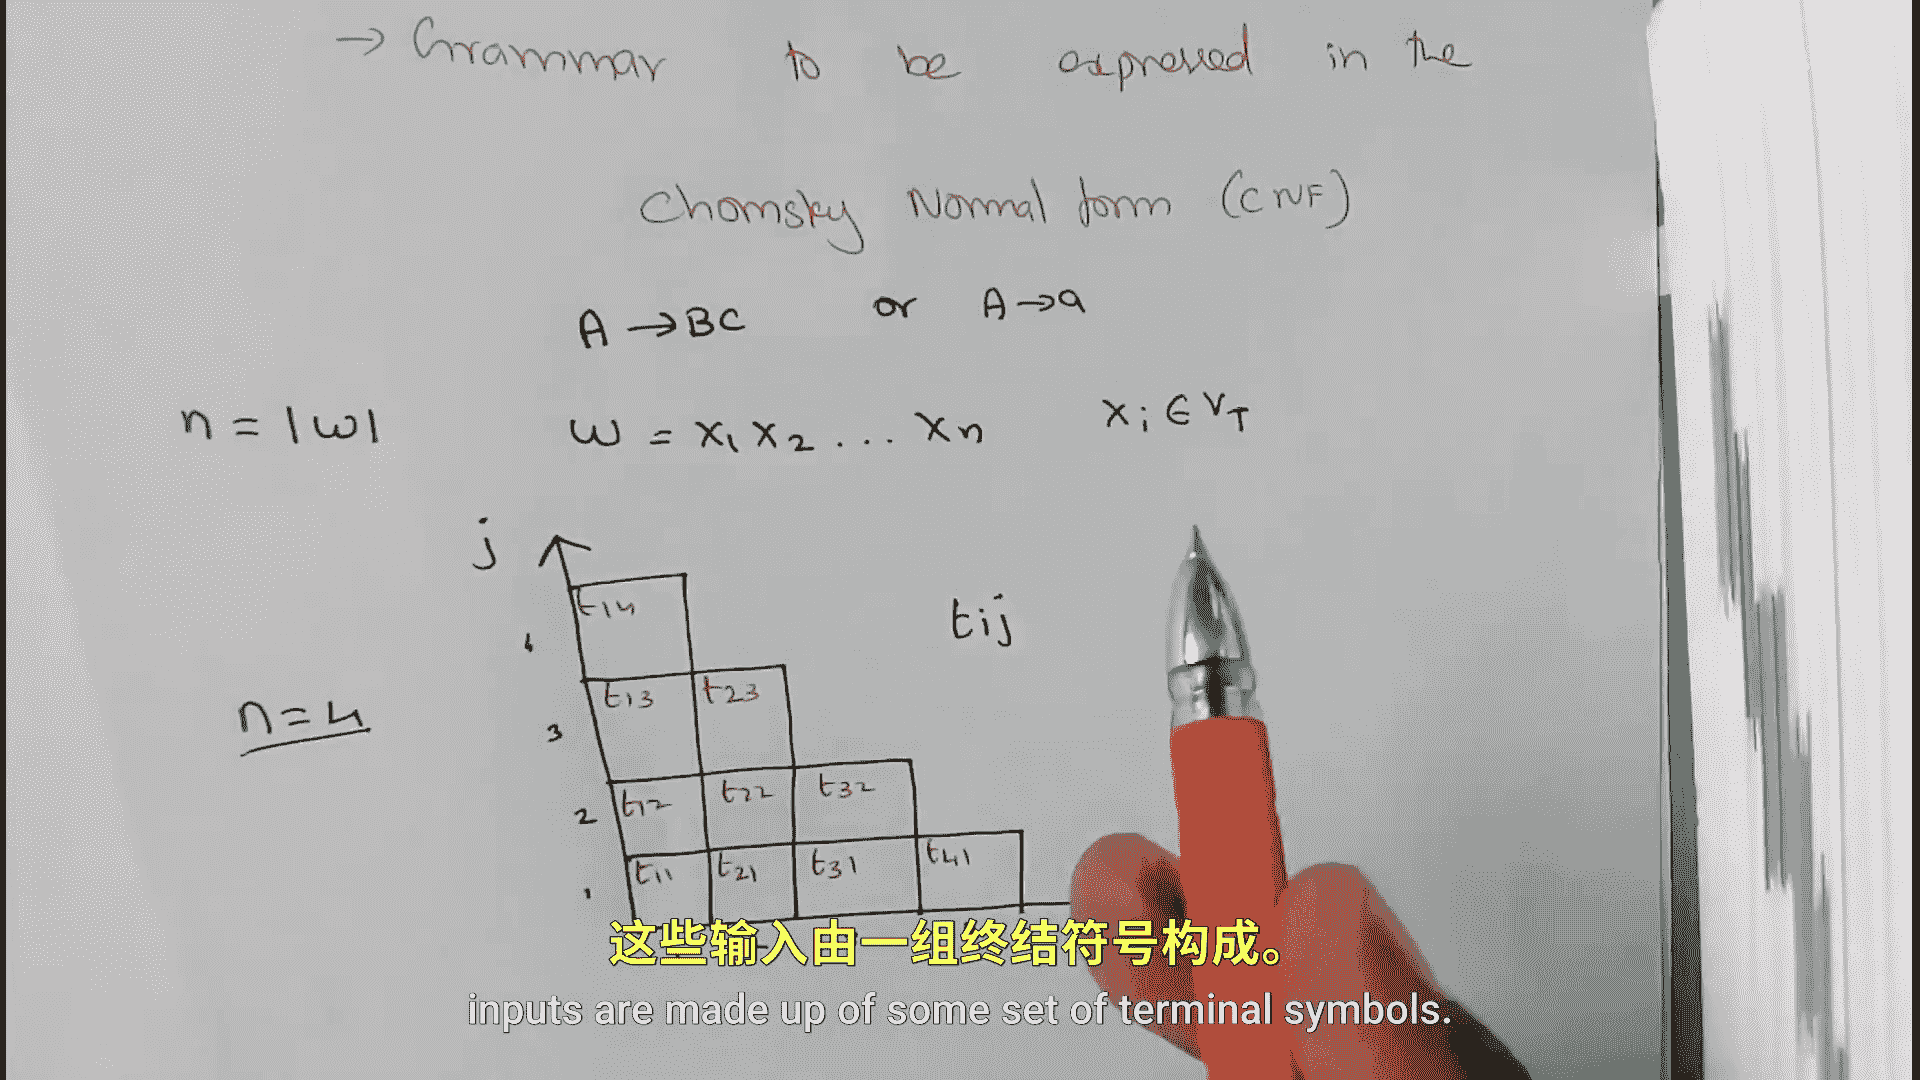 → Grammar to be expressed in the
Chomsky Normal form (CNF)
A → BC or A → a
n = |w| w = x₁ x₂ ... xₙ xᵢ ∈ V_T
j
t14
4
tij
t13 t23
n=4
3
t12 t22 t32
2
t11 t21 t31 t41
1
这些输入由一组终结符号构成。
inputs are made up of some set of terminal symbols.